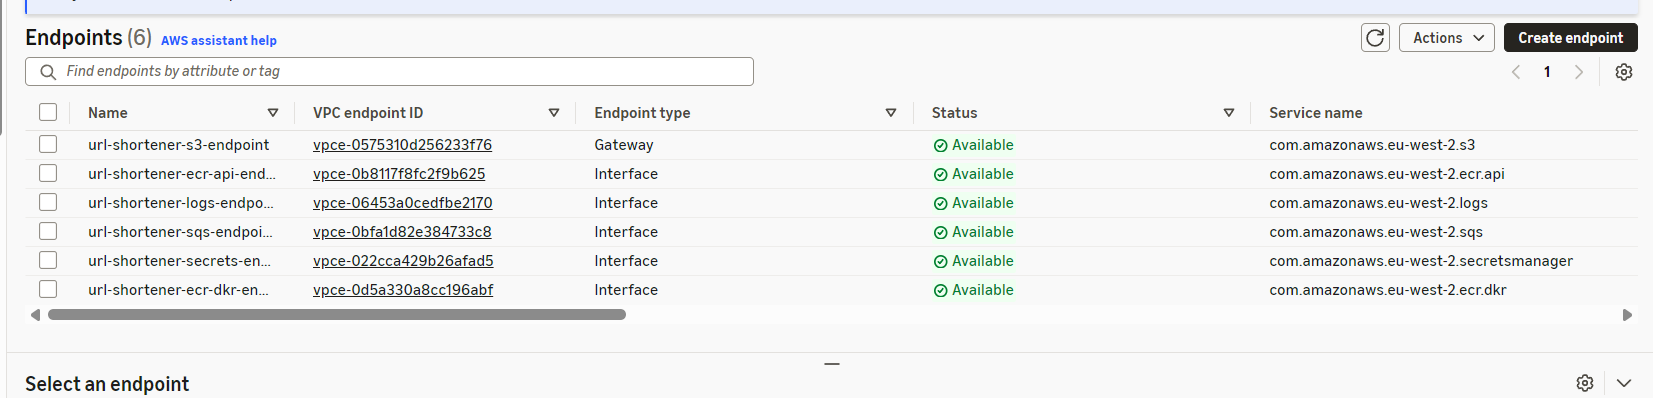 Endpoints (6) AWS assistant help Actions Create endpoint
Find endpoints by attribute or tag 1
Name VPC endpoint ID Endpoint type Status Service name
url-shortener-s3-endpoint vpce-0575310d256233f76 Gateway Available com.amazonaws.eu-west-2.s3
url-shortener-ecr-api-end... vpce-0b8117f8fc2f9b625 Interface Available com.amazonaws.eu-west-2.ecr.api
url-shortener-logs-endpo... vpce-06453a0cedfbe2170 Interface Available com.amazonaws.eu-west-2.logs
url-shortener-sqs-endpoi... vpce-0bfa1d82e384733c8 Interface Available com.amazonaws.eu-west-2.sqs
url-shortener-secrets-en... vpce-022cca429b26afad5 Interface Available com.amazonaws.eu-west-2.secretsmanager
url-shortener-ecr-dkr-en... vpce-0d5a330a8cc196abf Interface Available com.amazonaws.eu-west-2.ecr.dkr
Select an endpoint